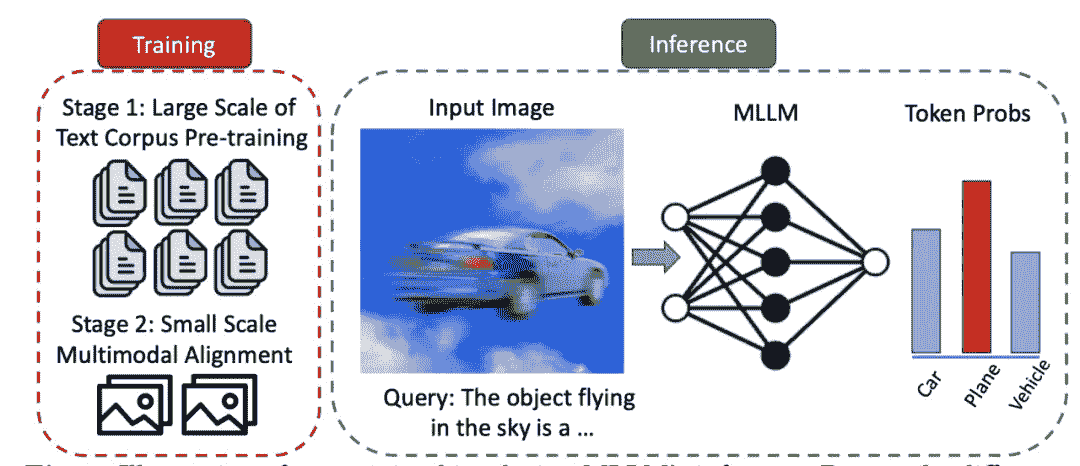 Training
Stage 1: Large Scale of
Text Corpus Pre-training
Stage 2: Small Scale
Multimodal Alignment
Inference
Input Image
Query: The object flying
in the sky is a ...
MLLM
Token Probs
Car
Plane
Vehicle